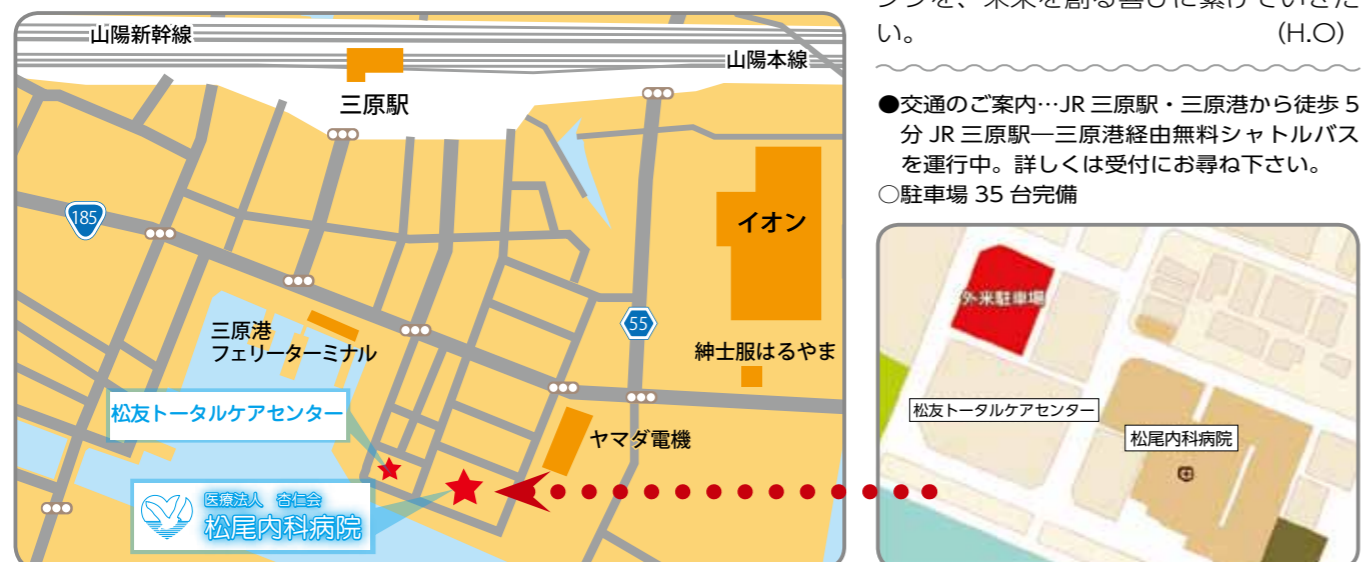 山陽新幹線
山陽本線
三原駅
185
イオン
55
三原港
フェリーターミナル
紳士服はるやま
松友トータルケアセンター
ヤマダ電機
医療法人 杏仁会
松尾内科病院
を、未来を創る喜びに繋げていきた
い。 (H.O)
●交通のご案内…JR 三原駅・三原港から徒歩 5
分 JR 三原駅―三原港経由無料シャトルバス
を運行中。詳しくは受付にお尋ね下さい。
○駐車場 35 台完備
外来駐車場
松友トータルケアセンター
松尾内科病院